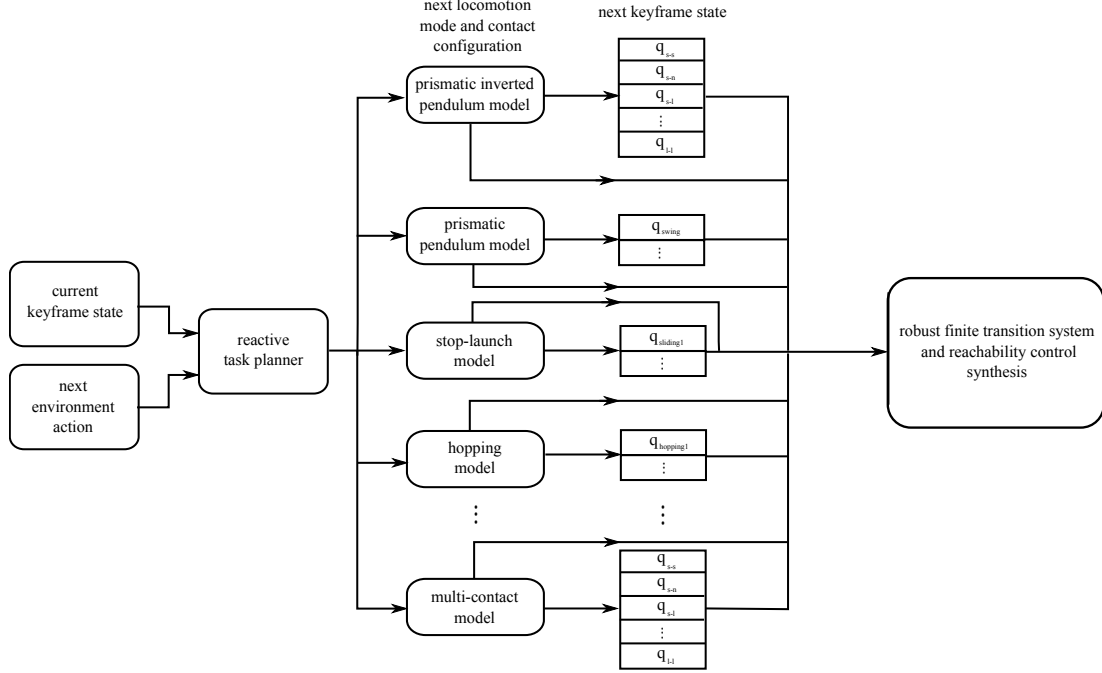 next locomotion
mode and contact
configuration
next keyframe state
prismatic inverted
pendulum model
q s-s
q s-n
q s-l
⋮
q l-l
prismatic
pendulum model
q swing
⋮
current
keyframe state
next
environment
action
reactive
task planner
stop-launch
model
q sliding1
⋮
robust finite transition system
and reachability control
synthesis
hopping
model
q hopping1
⋮
⋮
⋮
multi-contact
model
q s-s
q s-n
q s-l
⋮
q l-l